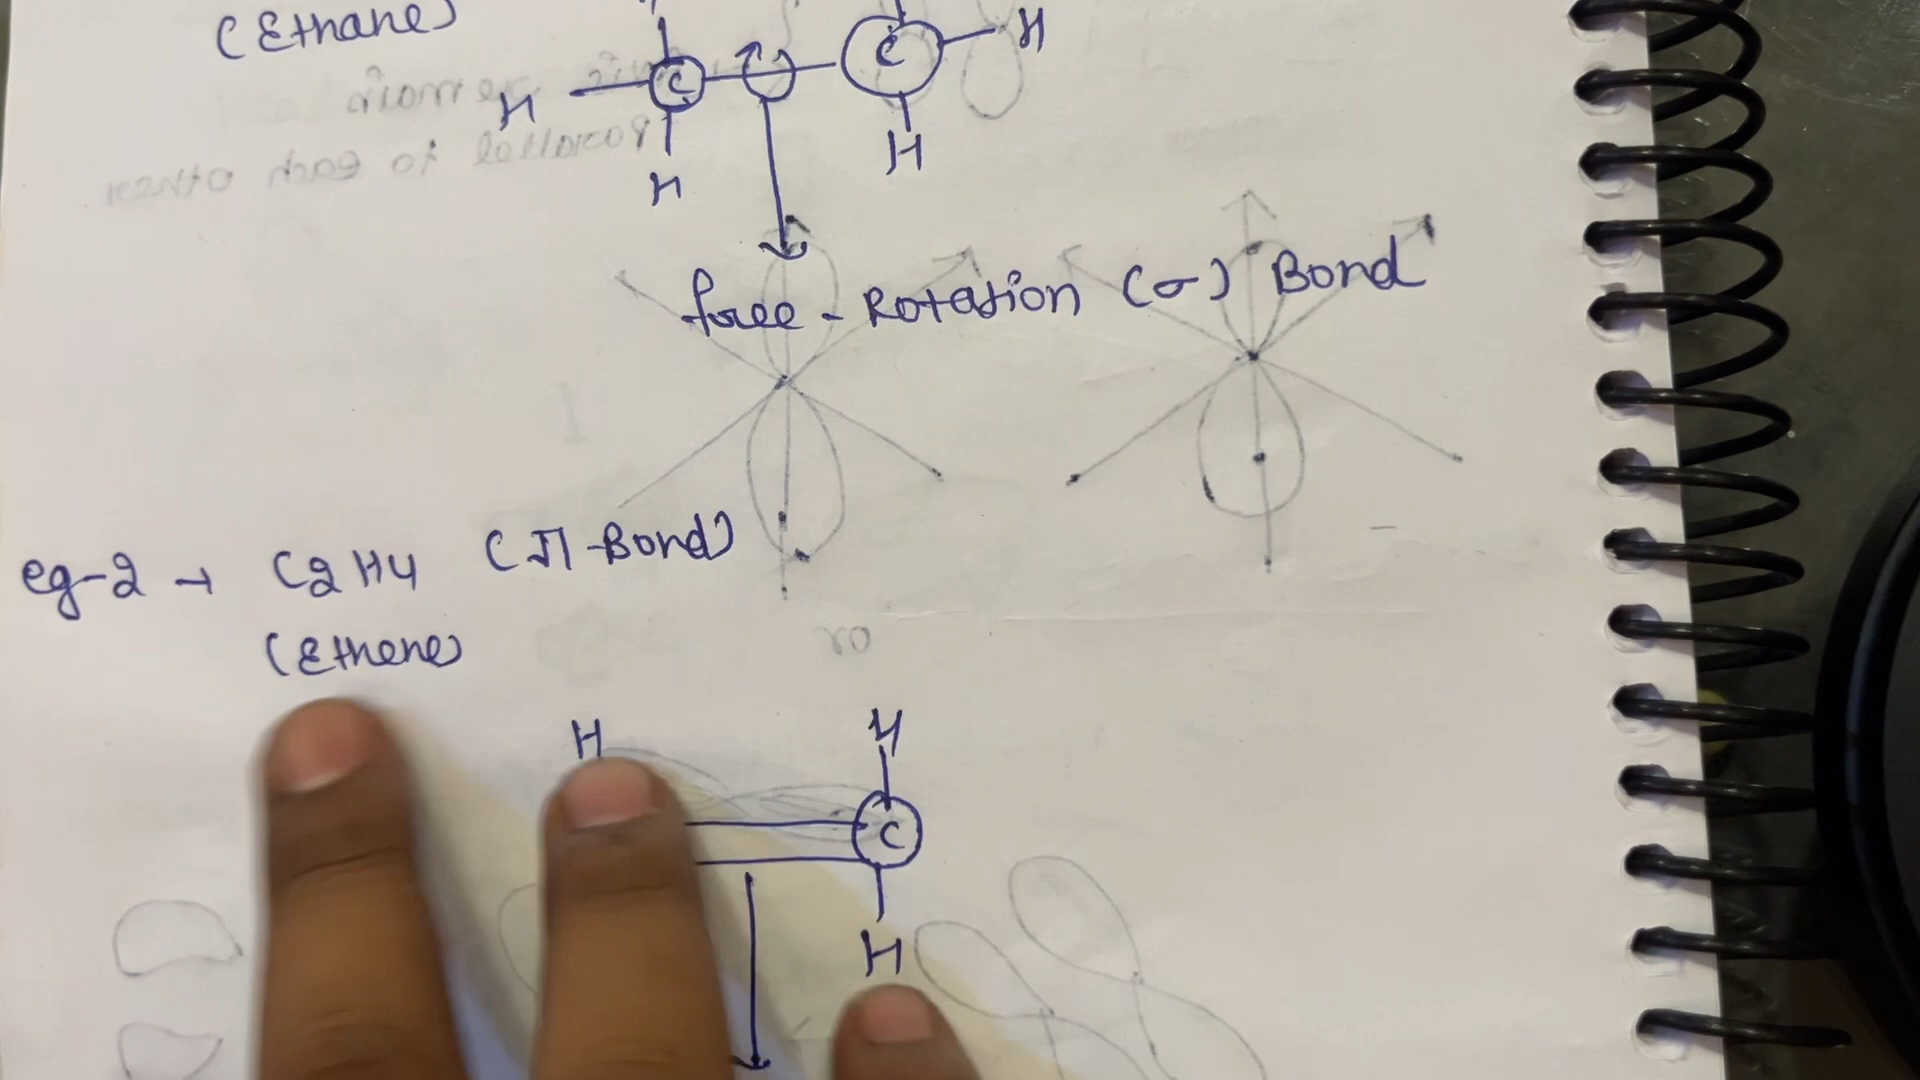 (Ethane)
C C H
H
H H
free - Rotation (σ) Bond
eg-2 → C2H4 (π-Bond)
(Ethene)
H H
C
H